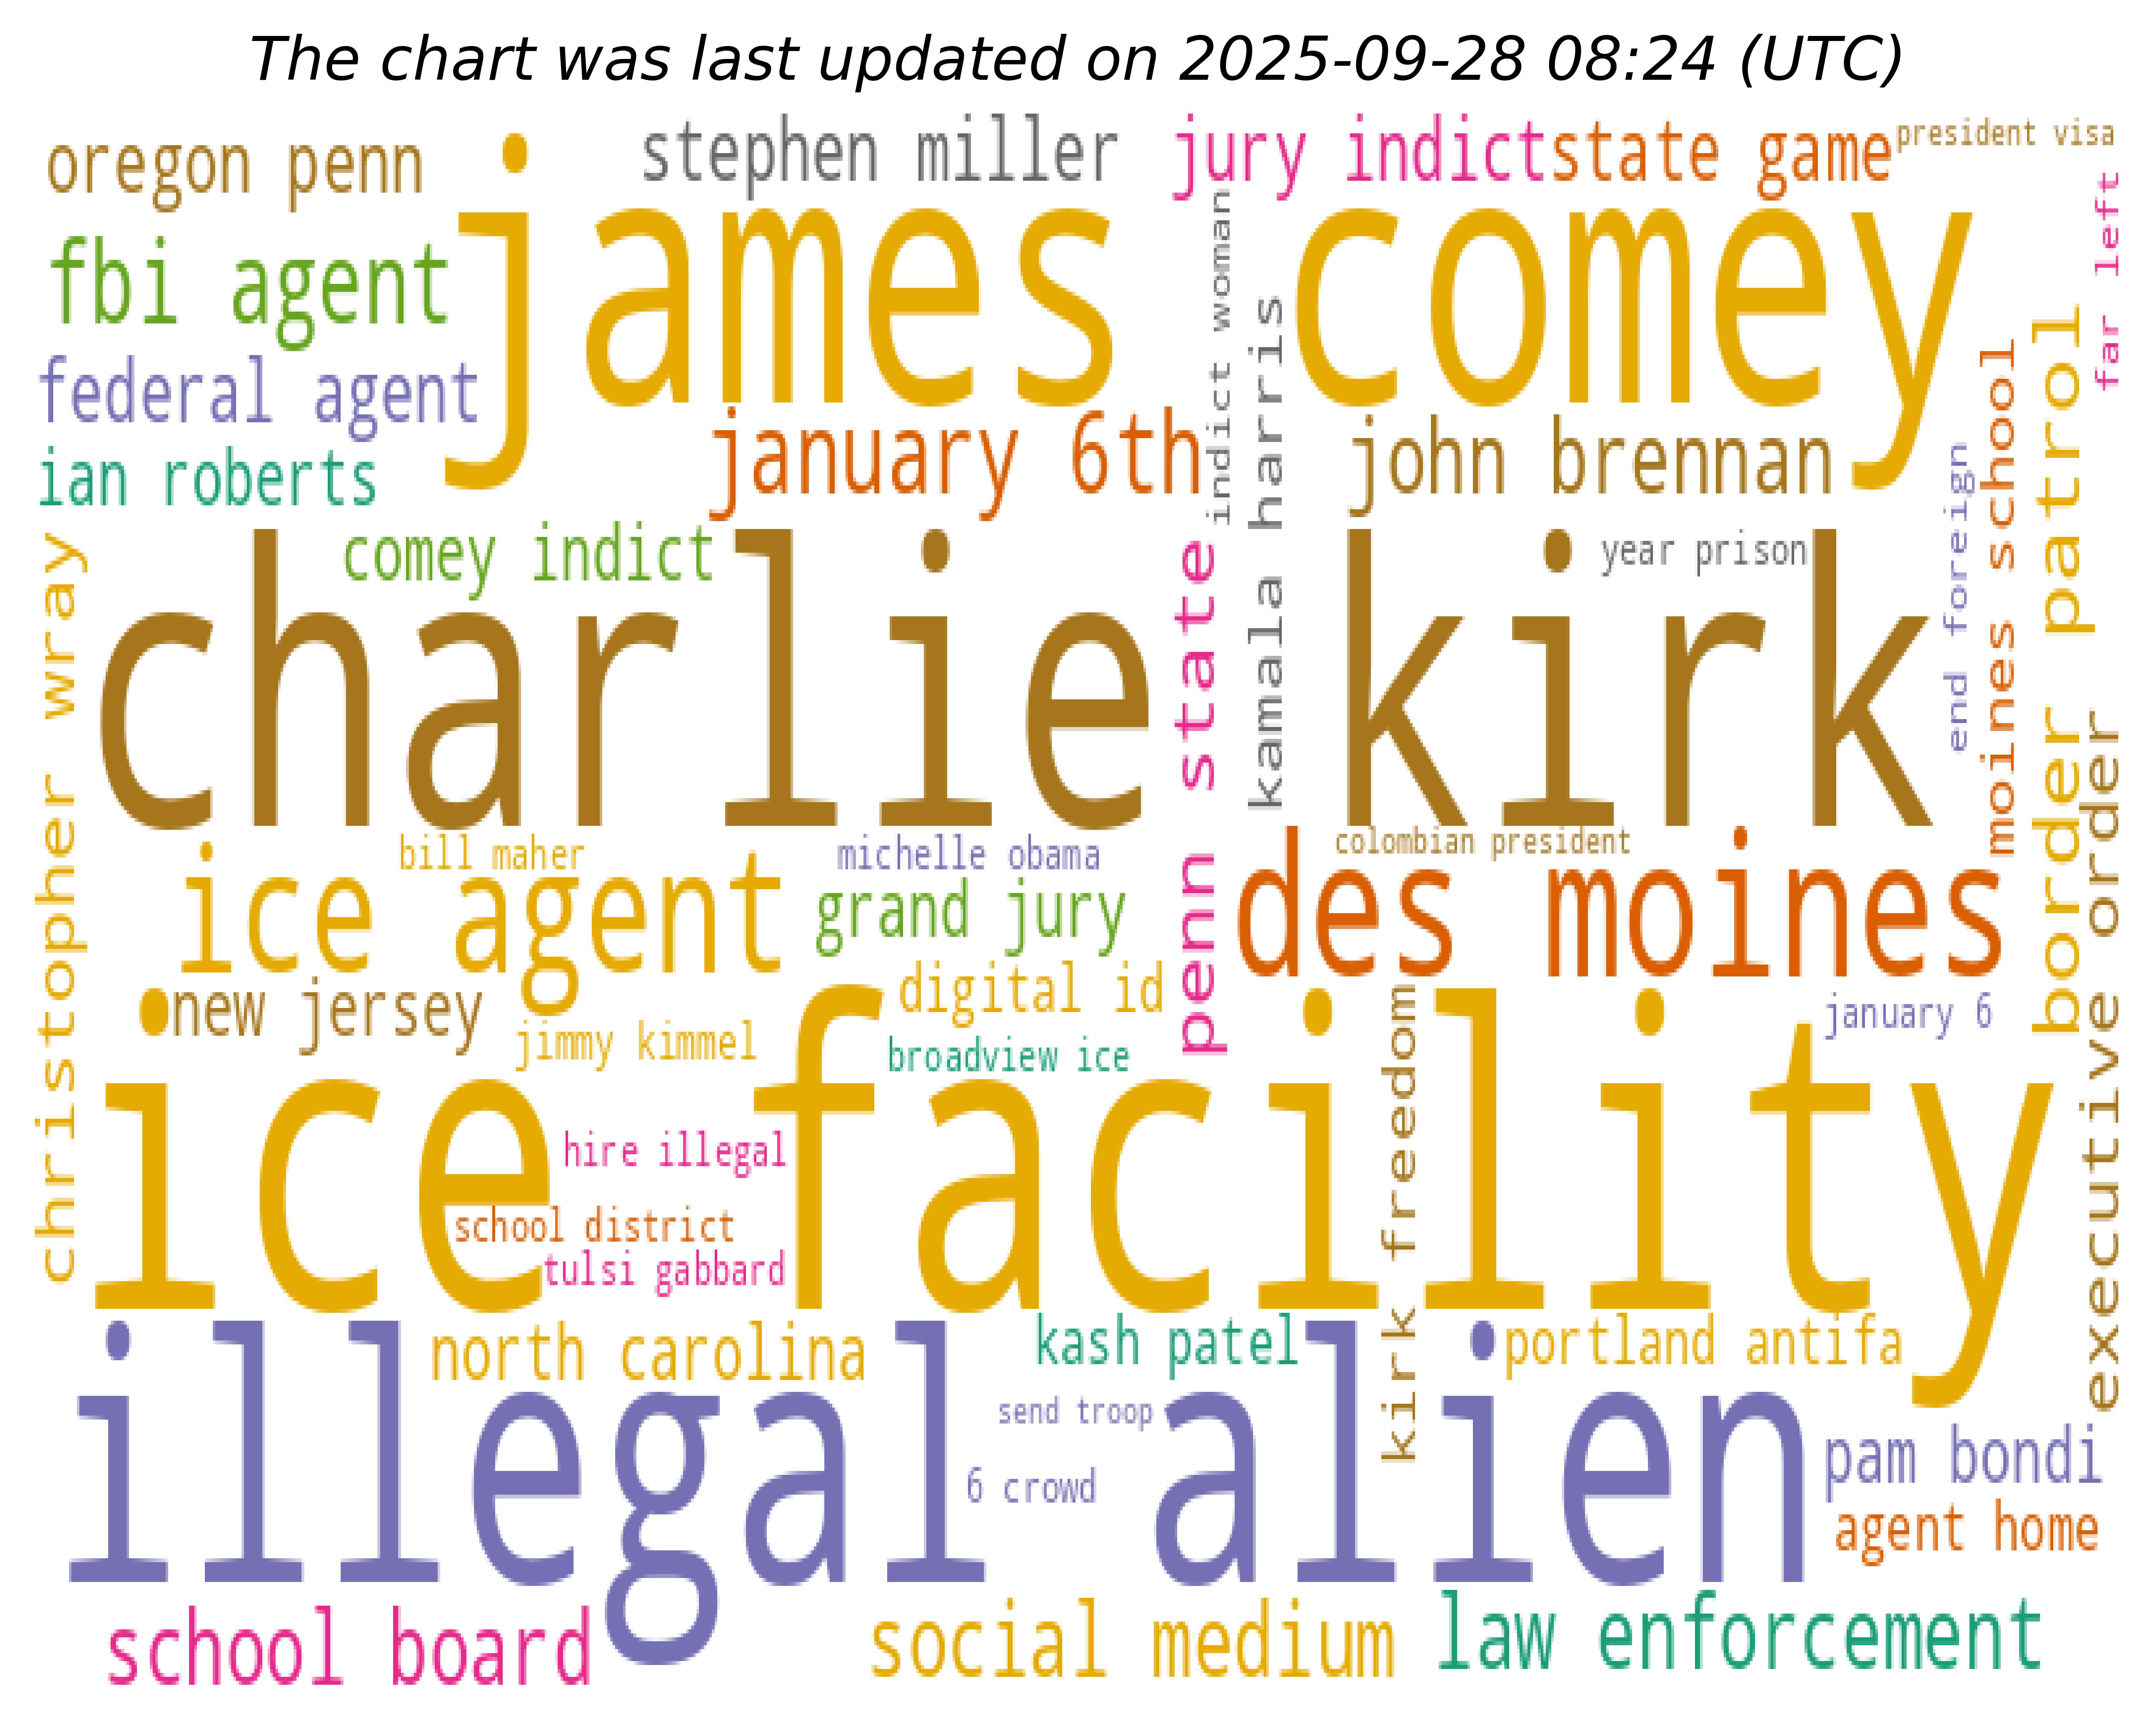 The chart was last updated on 2025-09-28 08:24 (UTC)
oregon penn
stephen miller
jury indict
state game
president visa
james comey
fbi agent
federal agent
ian roberts
january 6th
indict woman
kamala harris
john brennan
far left
border patrol
moines school
end foreign
christopher wray
comey indict
charlie kirk
year prison
penn state
executive order
bill maher
michelle obama
colombian president
ice agent
grand jury
des moines
new jersey
digital id
january 6
jimmy kimmel
broadview ice
ice facility
kirk freedom
hire illegal
school district
tulsi gabbard
north carolina
kash patel
portland antifa
illegal alien
send troop
6 crowd
pam bondi
agent home
school board
social medium
law enforcement